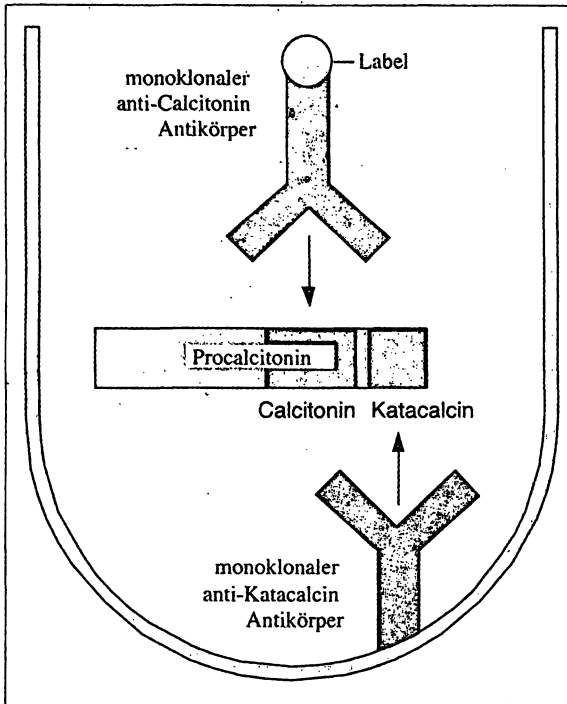 Label
monoklonaler
anti-Calcitonin
Antikörper
Procalcitonin
Calcitonin Katacalcin
monoklonaler
anti-Katacalcin
Antikörper